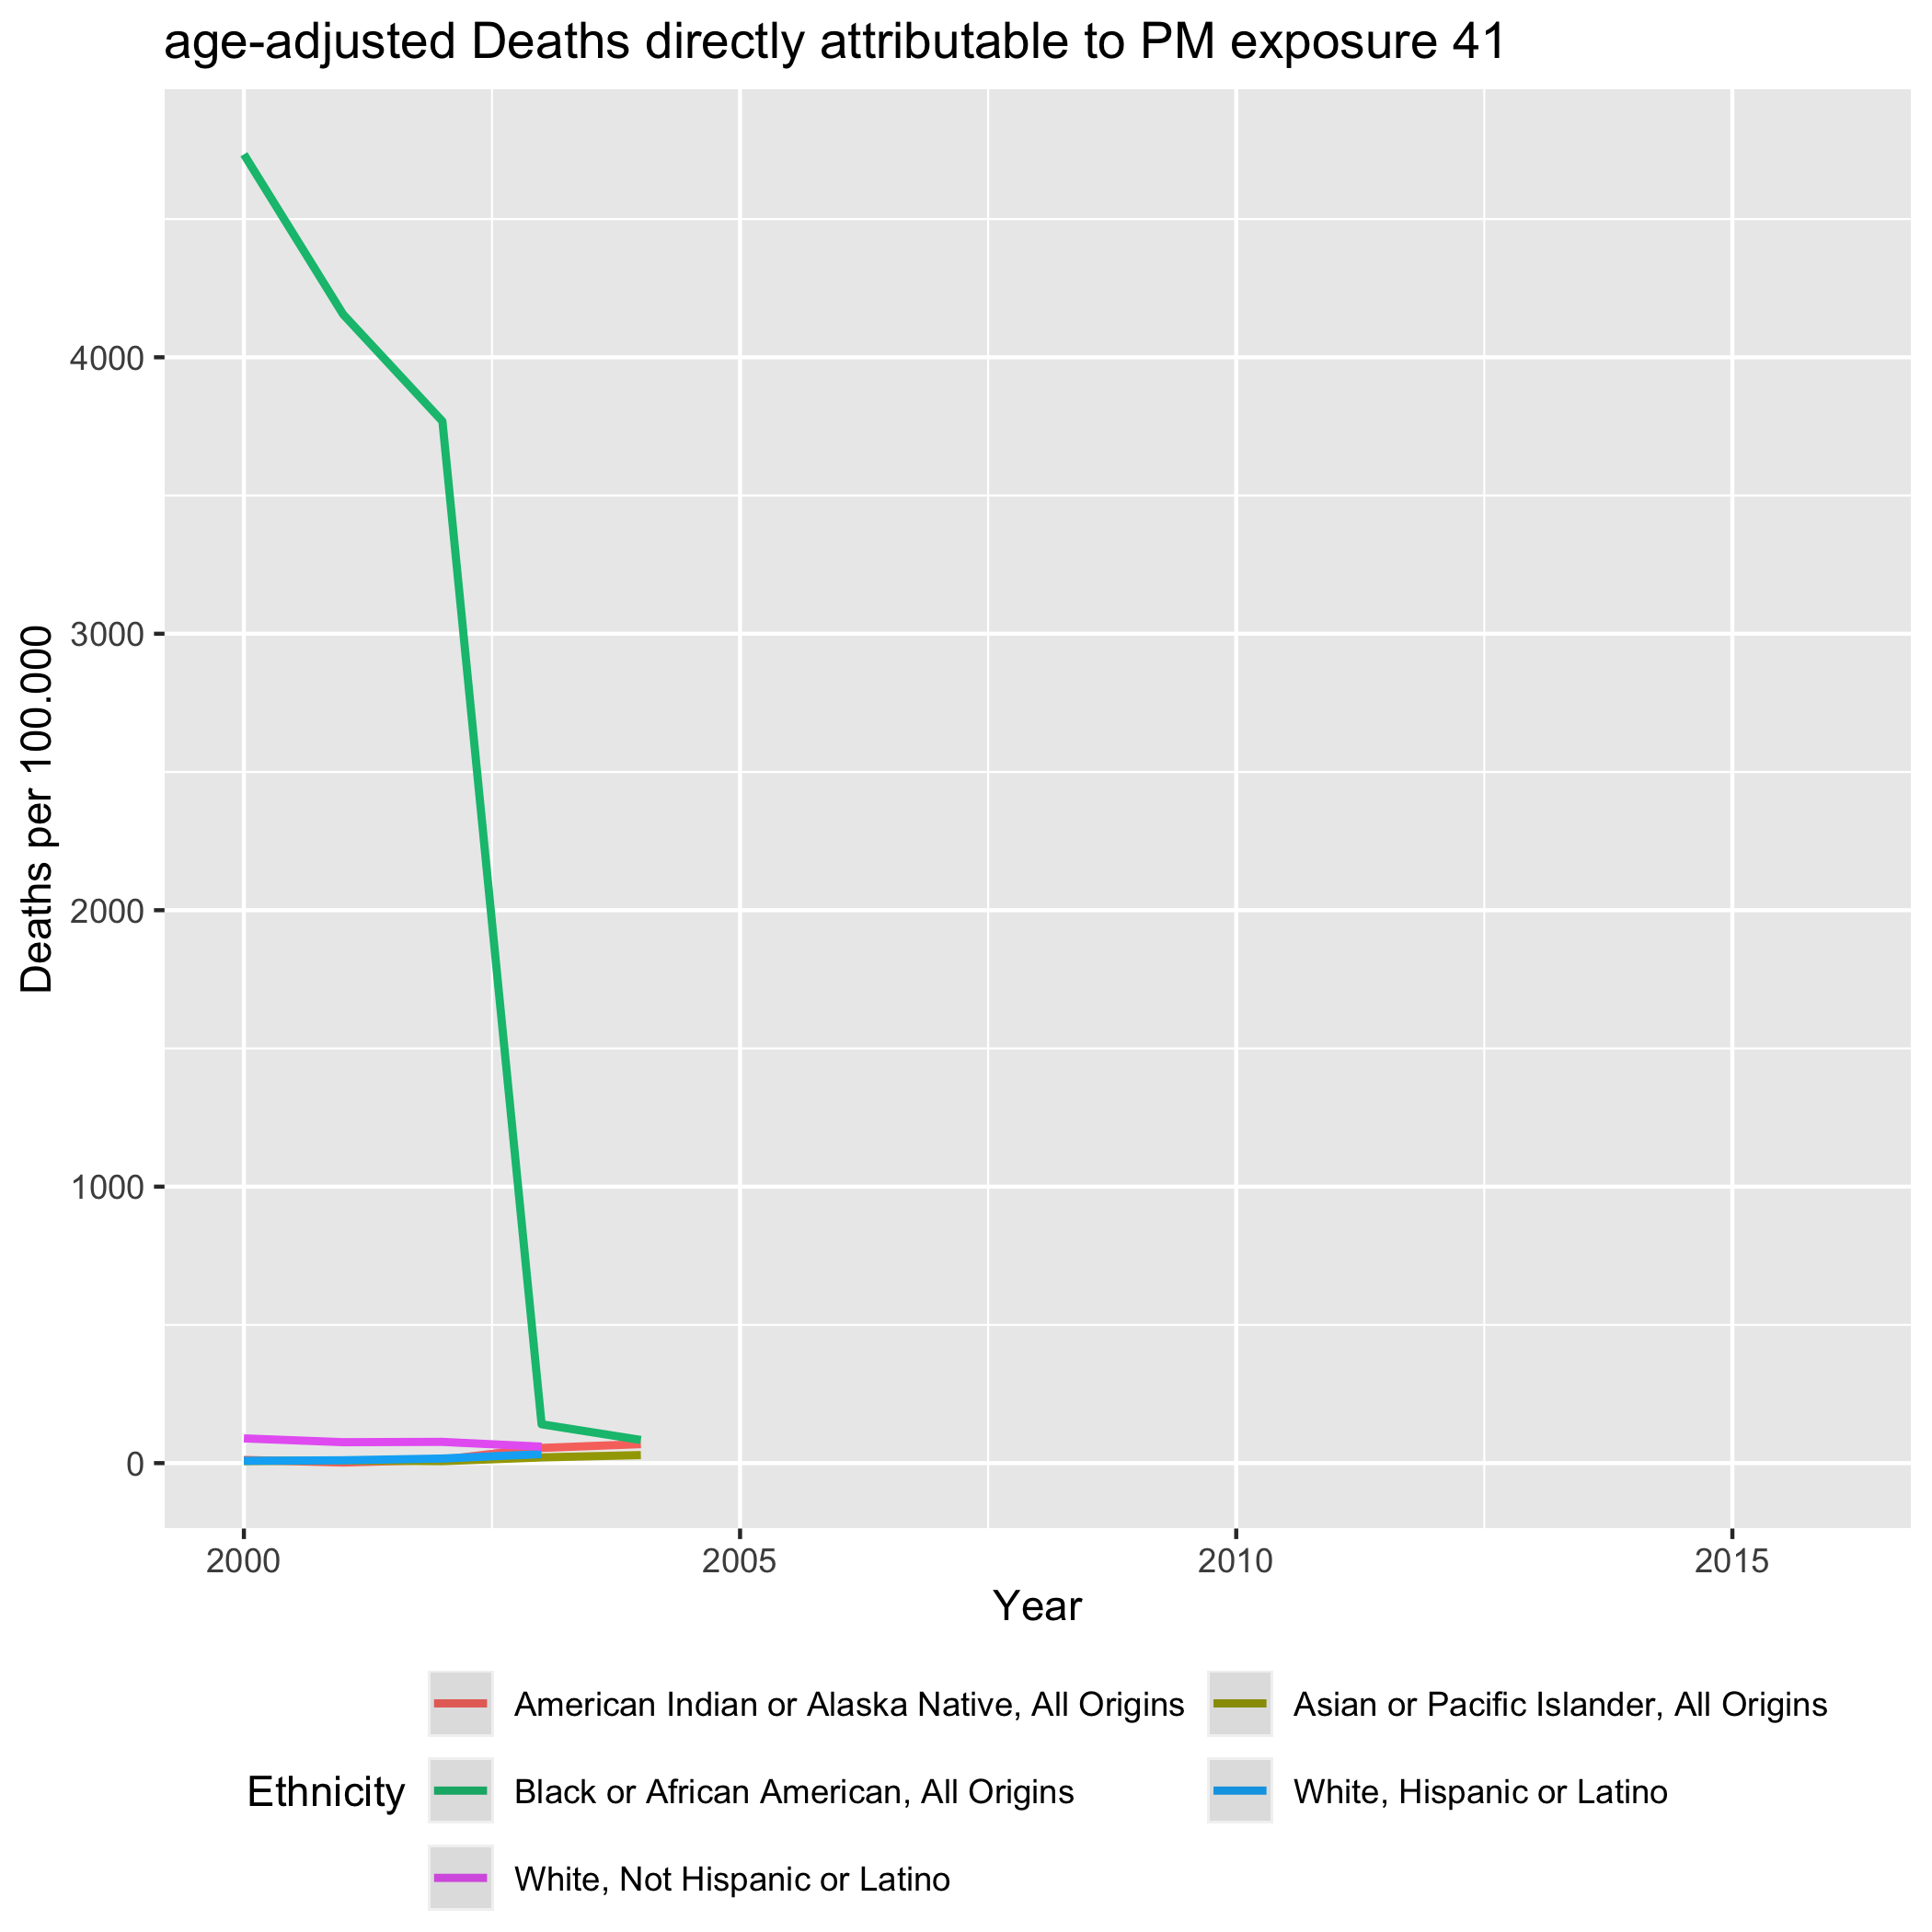 age-adjusted Deaths directly attributable to PM exposure 41
Deaths per 100.000
4000
3000
2000
1000
0
2000 2005 2010 2015
Year
Ethnicity
American Indian or Alaska Native, All Origins
Asian or Pacific Islander, All Origins
Black or African American, All Origins
White, Hispanic or Latino
White, Not Hispanic or Latino